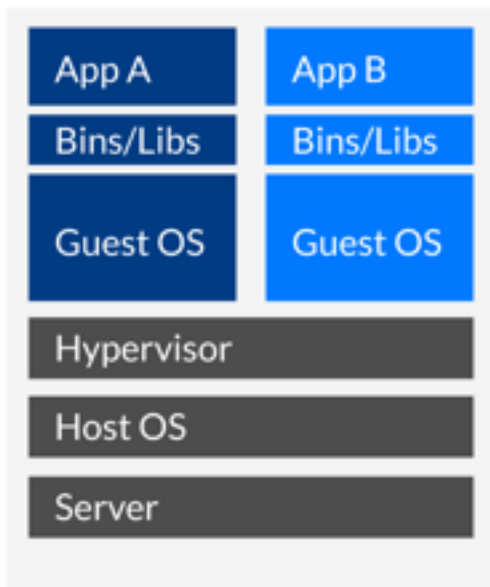 App A
App B
Bins/Libs
Bins/Libs
Guest OS
Guest OS
Hypervisor
Host OS
Server